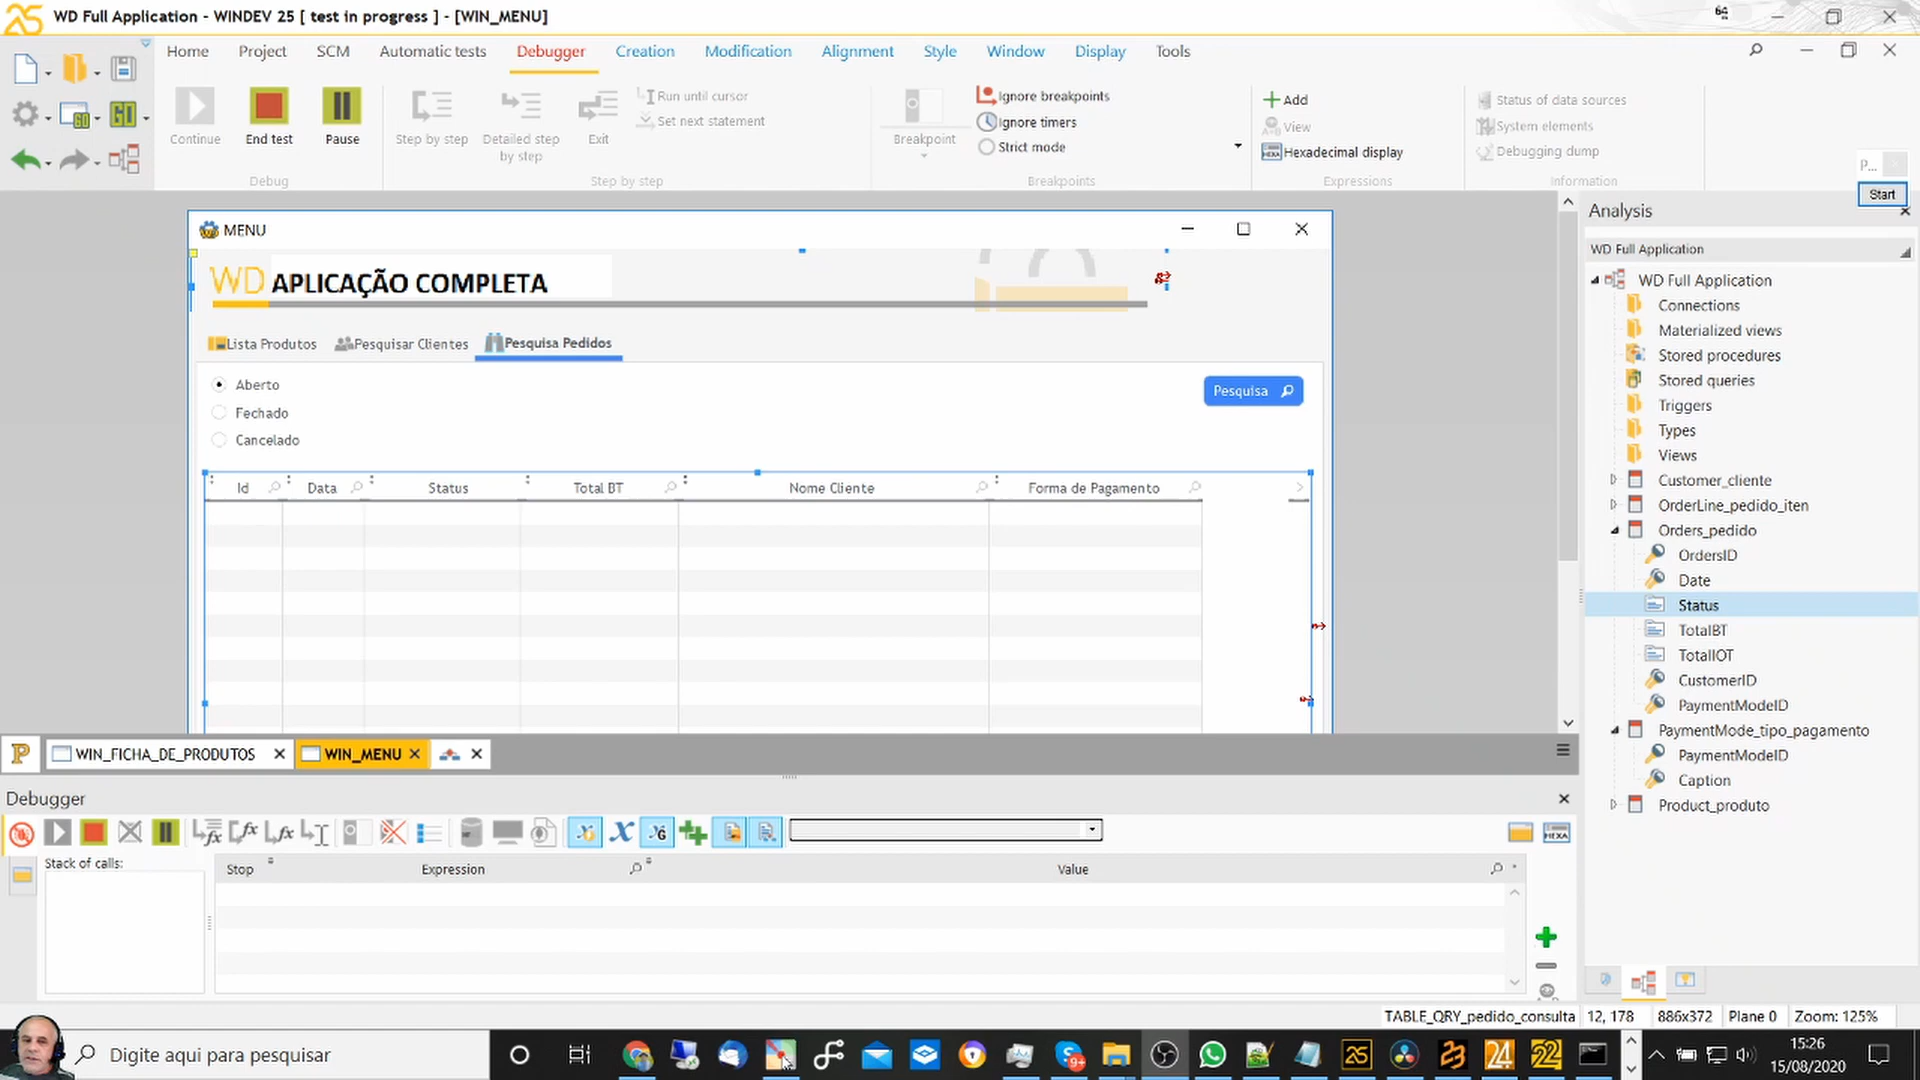 WD Full Application - WINDEV 25 [ test in progress ] - [WIN_MENU]
64
Home Project SCM Automatic tests Debugger Creation Modification Alignment Style Window Display Tools
Continue End test Pause
Debug
Step by step Detailed step by step Exit
Run until cursor
Set next statement
Step by step
Breakpoint
Ignore breakpoints
Ignore timers
Strict mode
Breakpoints
Add
View
Hexadecimal display
Expressions
Status of data sources
System elements
Debugging dump
Information
P...
Start
MENU
WD APLICAÇÃO COMPLETA
Lista Produtos Pesquisar Clientes Pesquisa Pedidos
Aberto
Fechado
Cancelado
Pesquisa
Id Data Status Total BT Nome Cliente Forma de Pagamento
Analysis
WD Full Application
WD Full Application
Connections
Materialized views
Stored procedures
Stored queries
Triggers
Types
Views
Customer_cliente
OrderLine_pedido_iten
Orders_pedido
OrdersID
Date
Status
TotalBT
TotalIOT
CustomerID
PaymentModeID
PaymentMode_tipo_pagamento
PaymentModeID
Caption
Product_produto
WIN_FICHA_DE_PRODUTOS WIN_MENU
Debugger
HEXA
Stack of calls:
Stop Expression Value
TABLE_QRY_pedido_consulta 12, 178 886x372 Plane 0 Zoom: 125%
Digite aqui para pesquisar
15:26
15/08/2020